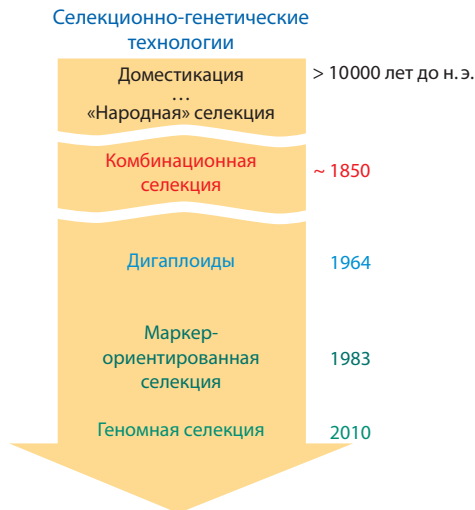 Селекционно-генетические
технологии
Доместикация > 10000 лет до н. э.
...
«Народная» селекция
Комбинационная
селекция ~ 1850
Дигаплоиды 1964
Маркер-
ориентированная 1983
селекция
Геномная селекция 2010